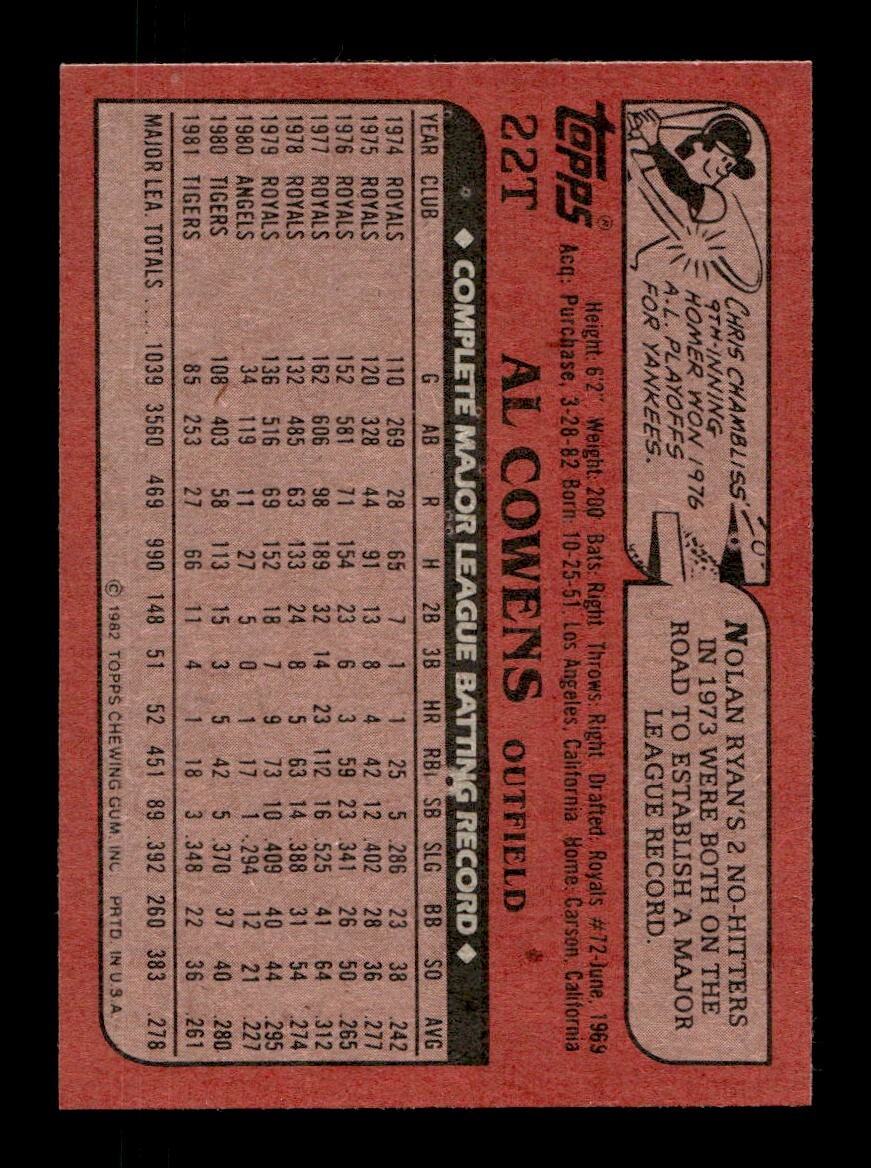 CHRIS CHAMBLISS'
9TH-INNING
HOMER WON 1976
A.L. PLAYOFFS
FOR YANKEES.
NOLAN RYAN'S 2 NO-HITTERS
IN 1973 WERE BOTH ON THE
ROAD TO ESTABLISH A MAJOR
LEAGUE RECORD.
topps®
22T
Height: 6'2" Weight: 200 Bats: Right Throws: Right Drafted: Royals #72-June, 1969
Acq: Purchase, 3-28-82 Born: 10-25-51, Los Angeles, California Home: Carson, California
AL COWENS OUTFIELD
◆ COMPLETE MAJOR LEAGUE BATTING RECORD ◆
YEAR CLUB G AB R H 2B 3B HR RBI SB SLG BB SO AVG
1974 ROYALS 110 269 28 65 7 1 1 25 5 .286 23 38 .242
1975 ROYALS 120 328 44 91 13 8 4 42 12 .402 28 36 .277
1976 ROYALS 152 581 71 154 23 6 3 59 23 .341 26 50 .265
1977 ROYALS 162 606 98 189 32 14 23 112 16 .525 41 64 .312
1978 ROYALS 132 485 63 133 24 8 5 63 14 .388 31 54 .274
1979 ROYALS 136 516 69 152 18 7 9 73 10 .409 40 44 .295
1980 ANGELS 34 119 11 27 5 0 1 17 1 .294 12 21 .227
1980 TIGERS 108 403 58 113 15 3 5 42 5 .370 37 40 .280
1981 TIGERS 85 253 27 66 11 4 1 18 3 .348 22 36 .261
MAJOR LEA. TOTALS ..... 1039 3560 469 990 148 51 52 451 89 .392 260 383 .278
© 1982 TOPPS CHEWING GUM, INC. PRTD. IN U.S.A.